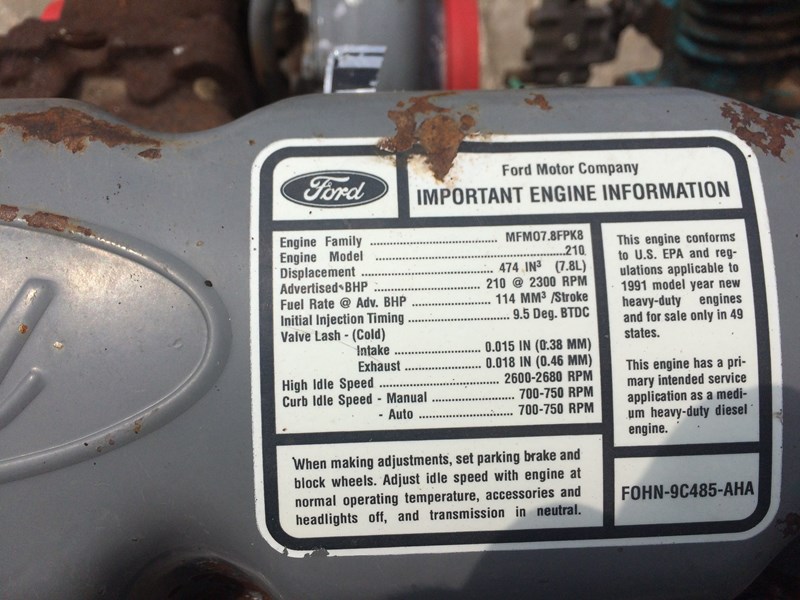 Ford
Ford Motor Company
IMPORTANT ENGINE INFORMATION
Engine Family .......... MFM07.8FPK8
Engine Model .......... 210
Displacement .......... 474 IN³ (7.8L)
Advertised BHP .......... 210 @ 2300 RPM
Fuel Rate @ Adv. BHP .......... 114 MM³ /Stroke
Initial Injection Timing .......... 9.5 Deg. BTDC
Valve Lash - (Cold)
Intake .......... 0.015 IN (0.38 MM)
Exhaust .......... 0.018 IN (0.46 MM)
High Idle Speed .......... 2600-2680 RPM
Curb Idle Speed - Manual .......... 700-750 RPM
- Auto .......... 700-750 RPM
This engine conforms
to U.S. EPA and reg-
ulations applicable to
1991 model year new
heavy-duty engines
and for sale only in 49
states.
This engine has a pri-
mary intended service
application as a medi-
um heavy-duty diesel
engine.
When making adjustments, set parking brake and
block wheels. Adjust idle speed with engine at
normal operating temperature, accessories and
headlights off, and transmission in neutral.
FOHN-9C485-AHA